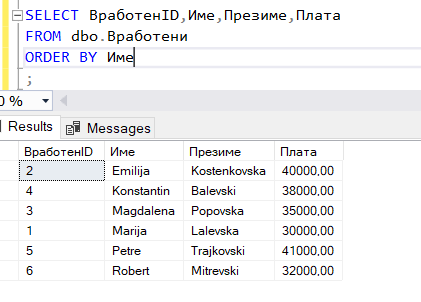 SELECT ВработенID,Име,Презиме,Плата
FROM dbo.Вработени
ORDER BY Име
;
0 %
Results Messages
ВработенID Име Презиме Плата
2 Emilija Kostenkovska 40000,00
4 Konstantin Balevski 38000,00
3 Magdalena Popovska 35000,00
1 Marija Lalevska 30000,00
5 Petre Trajkovski 41000,00
6 Robert Mitrevski 32000,00